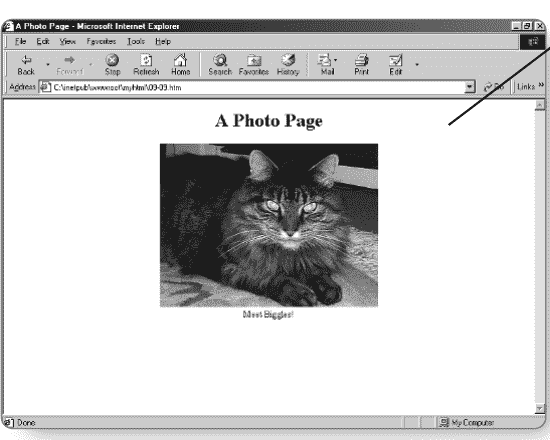 A Photo Page - Microsoft Internet Explorer
File Edit View Favorites Tools Help
Back Forward Stop Refresh Home Search Favorites History Mail Print Edit
Address C:\inetpub\wwwroot\myhtml\09-09.htm Go Links »
A Photo Page
Meet Biggles!
Done My Computer